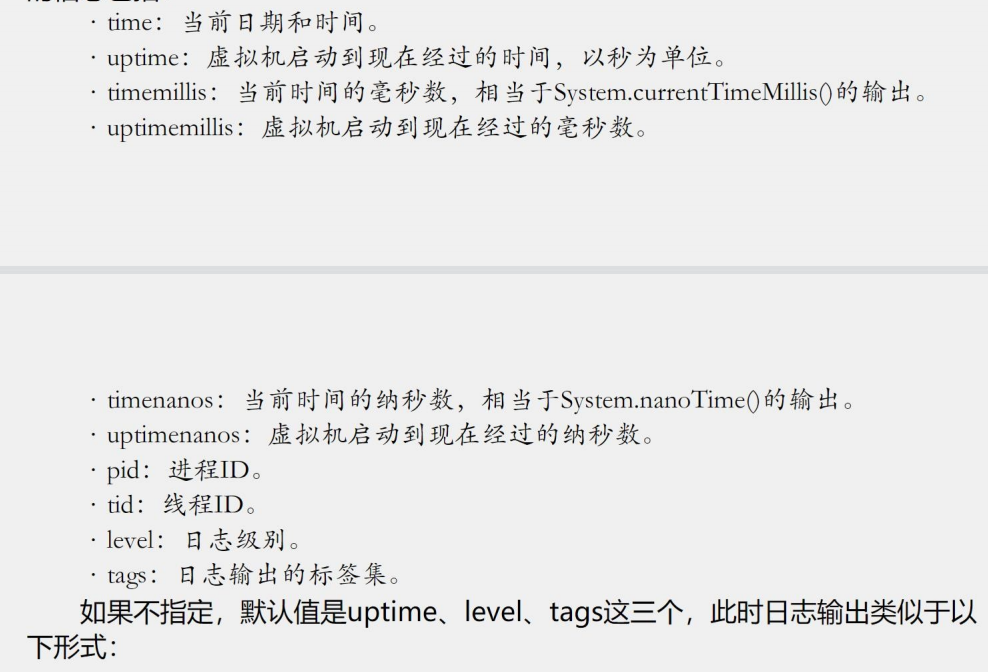 · time：当前日期和时间。
· uptime：虚拟机启动到现在经过的时间，以秒为单位。
· timemillis：当前时间的毫秒数，相当于System.currentTimeMillis()的输出。
· uptimemillis：虚拟机启动到现在经过的毫秒数。
· timenanos：当前时间的纳秒数，相当于System.nanoTime()的输出。
· uptimenanos：虚拟机启动到现在经过的纳秒数。
· pid：进程ID。
· tid：线程ID。
· level：日志级别。
· tags：日志输出的标签集。
如果不指定，默认值是uptime、level、tags这三个，此时日志输出类似于以
下形式：